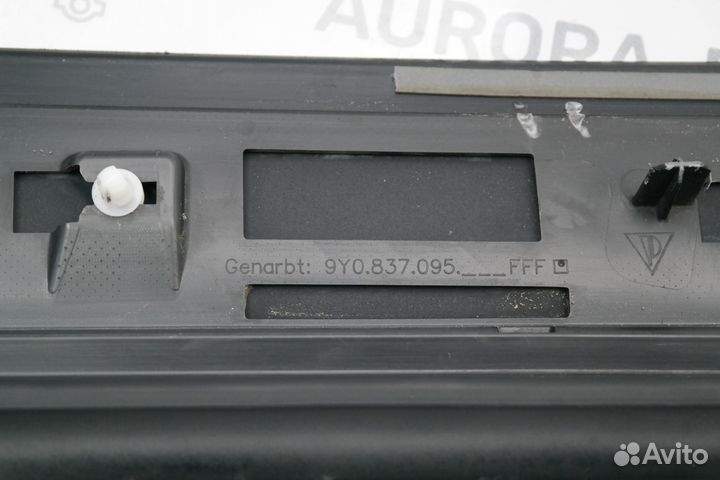 AURORA
Genarbt: 9Y0.837.095.___FFF
Avito